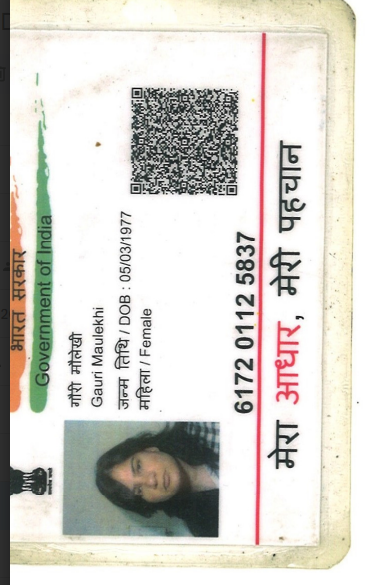 भारत सरकार
Government of India
गौरी मौलेखी
Gauri Maulekhi
जन्म तिथि / DOB : 05/03/1977
महिला / Female
6172 0112 5837
मेरा आधार, मेरी पहचान